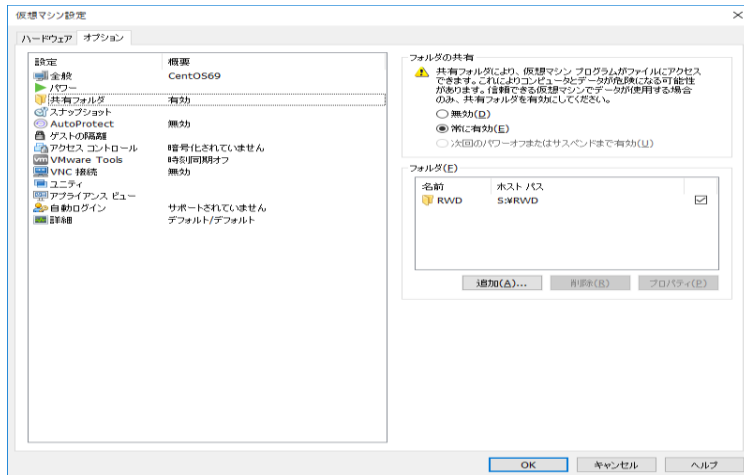 仮想マシン設定
ハードウェア オプション
設定 概要
全般 CentOS69
パワー
共有フォルダ 有効
スナップショット
AutoProtect 無効
ゲストの隔離
アクセス コントロール 暗号化されていません
VMware Tools 時刻同期オフ
VNC 接続 無効
ユニティ
アプライアンス ビュー
自動ログイン サポートされていません
詳細 デフォルト/デフォルト
フォルダの共有
共有フォルダにより、仮想マシン プログラムがファイルにアクセス
できます。これによりコンピュータとデータが危険になる可能性
があります。信頼できる仮想マシンでデータが使用する場合
のみ、共有フォルダを有効にしてください。
無効(D)
常に有効(E)
次回のパワーオフまたはサスペンドまで有効(U)
フォルダ(F)
名前 ホスト パス
RWD S:¥RWD
追加(A)... 削除(R) プロパティ(P)
OK キャンセル ヘルプ